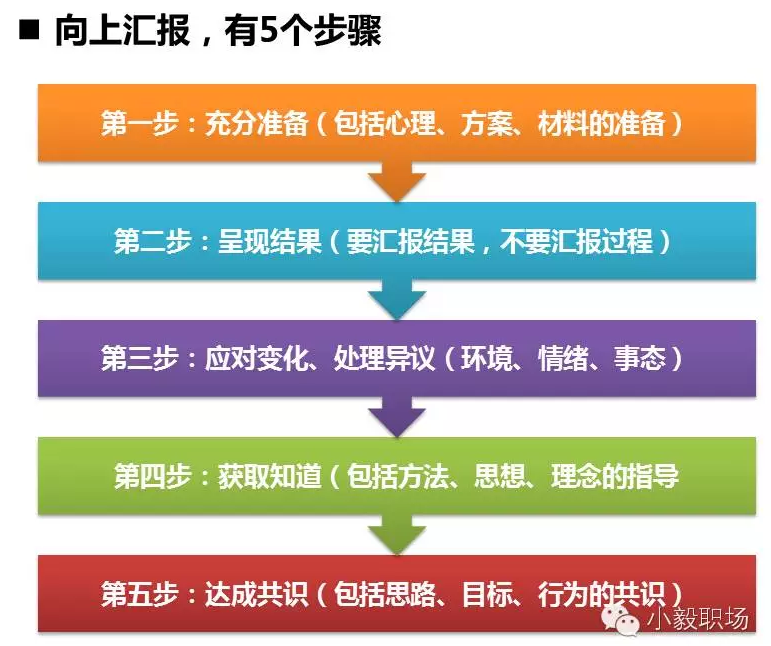 ■ 向上汇报，有5个步骤
第一步：充分准备（包括心理、方案、材料的准备）
第二步：呈现结果（要汇报结果，不要汇报过程）
第三步：应对变化、处理异议（环境、情绪、事态）
第四步：获取知道（包括方法、思想、理念的指导
第五步：达成共识（包括思路、目标、行为的共识）
小毅职场